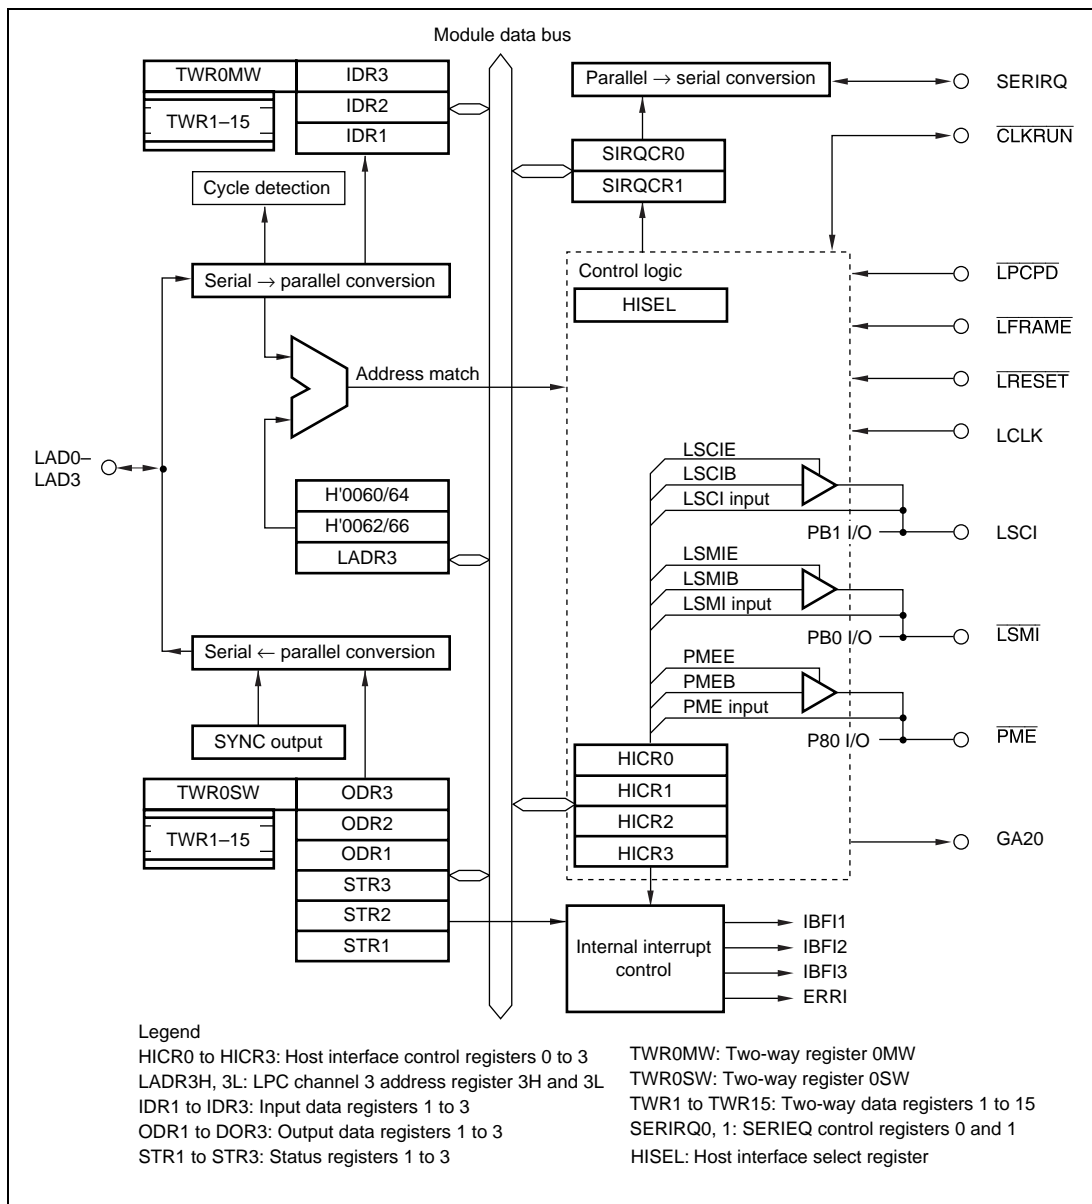 Module data bus
TWR0MW
IDR3
IDR2
IDR1
TWR1–15
Cycle detection
Serial → parallel conversion
Address match
LAD0–
LAD3
H'0060/64
H'0062/66
LADR3
Serial ← parallel conversion
SYNC output
TWR0SW
ODR3
ODR2
ODR1
STR3
STR2
STR1
TWR1–15
Parallel → serial conversion
SIRQCR0
SIRQCR1
Control logic
HISEL
LSCIE
LSCIB
LSCI input
PB1 I/O
LSMIE
LSMIB
LSMI input
PB0 I/O
PMEE
PMEB
PME input
P80 I/O
HICR0
HICR1
HICR2
HICR3
Internal interrupt
control
IBFI1
IBFI2
IBFI3
ERRI
SERIRQ
CLKRUN
LPCPD
LFRAME
LRESET
LCLK
LSCI
LSMI
PME
GA20
Legend
HICR0 to HICR3: Host interface control registers 0 to 3
LADR3H, 3L: LPC channel 3 address register 3H and 3L
IDR1 to IDR3: Input data registers 1 to 3
ODR1 to DOR3: Output data registers 1 to 3
STR1 to STR3: Status registers 1 to 3
TWR0MW: Two-way register 0MW
TWR0SW: Two-way register 0SW
TWR1 to TWR15: Two-way data registers 1 to 15
SERIRQ0, 1: SERIEQ control registers 0 and 1
HISEL: Host interface select register